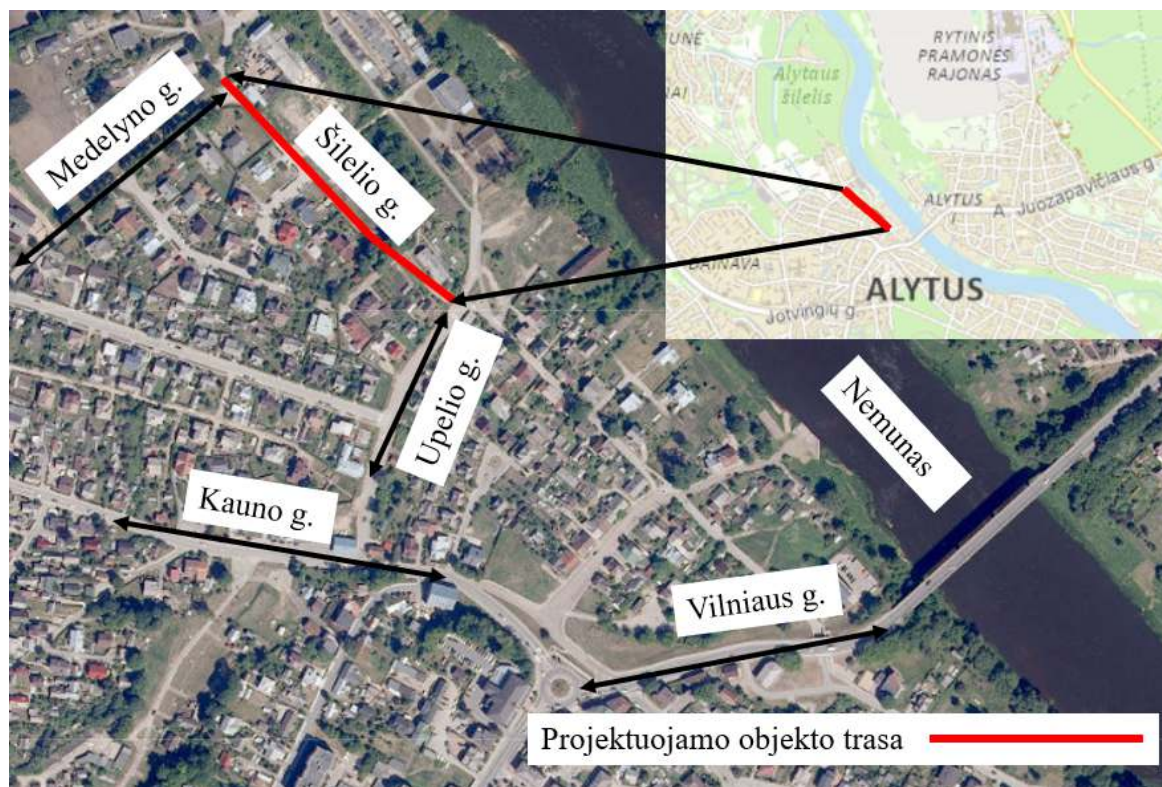 Medelyno g.
Šilelio g.
Upelio g.
Kauno g.
Vilniaus g.
Nemunas
Projektuojamo objekto trasa
Alytaus
šilelis
RYTINIS
PRAMONĖS
RAJONAS
ALYTUS
I
A. Juozapavičiaus g.
DAINAVA
ALYTUS
Jotvingių g.